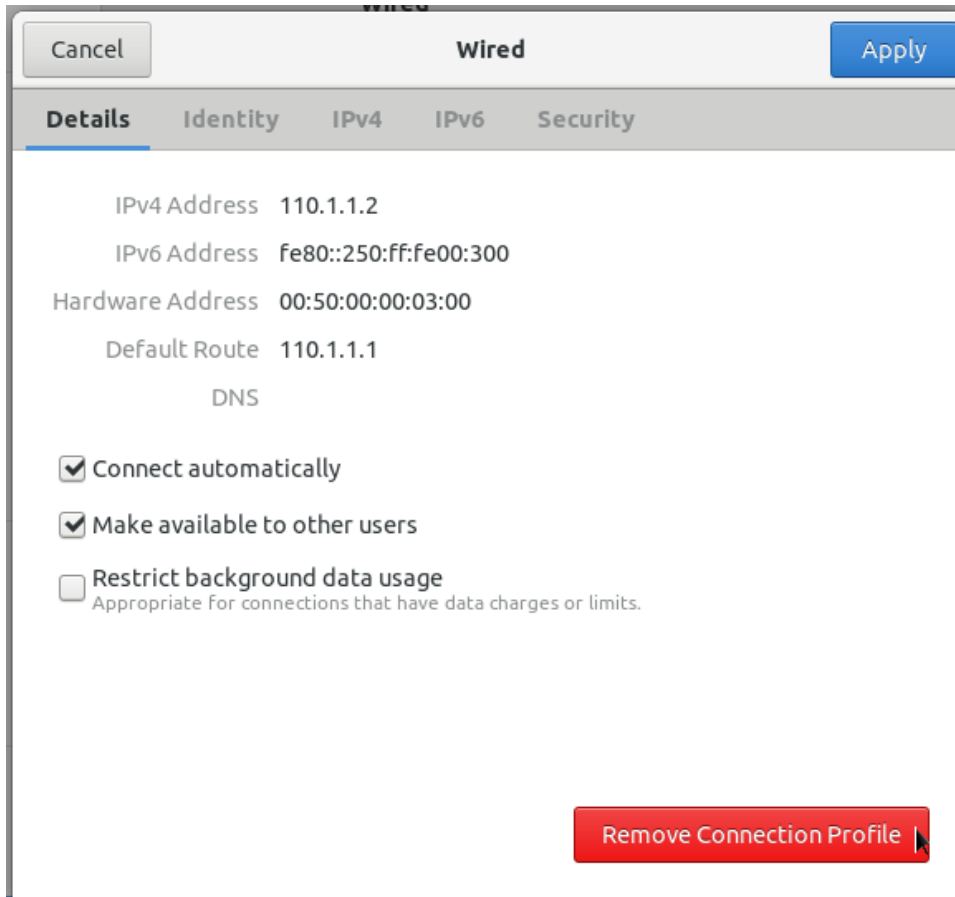 Wired
Cancel
Wired
Apply
Details
Identity
IPv4
IPv6
Security
IPv4 Address 110.1.1.2
IPv6 Address fe80::250:ff:fe00:300
Hardware Address 00:50:00:00:03:00
Default Route 110.1.1.1
DNS
Connect automatically
Make available to other users
Restrict background data usage
Appropriate for connections that have data charges or limits.
Remove Connection Profile